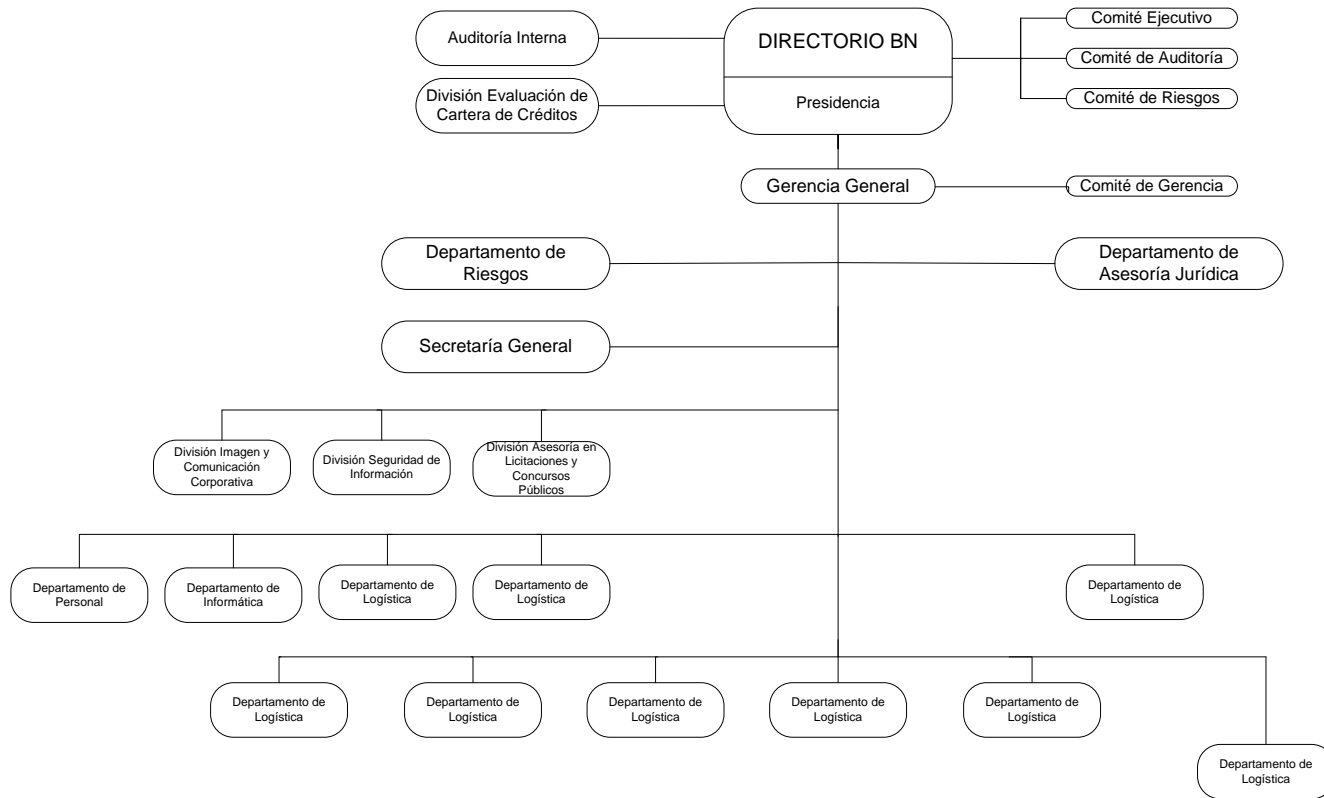 Auditoría Interna
DIRECTORIO BN
Comité Ejecutivo
Comité de Auditoría
División Evaluación de
Cartera de Créditos
Presidencia
Comité de Riesgos
Gerencia General
Comité de Gerencia
Departamento de
Riesgos
Departamento de
Asesoría Jurídica
Secretaría General
División Imagen y
Comunicación
Corporativa
División Seguridad de
Información
División Asesoría en
Licitaciones y
Concursos
Públicos
Departamento de
Personal
Departamento de
Informática
Departamento de
Logística
Departamento de
Logística
Departamento de
Logística
Departamento de
Logística
Departamento de
Logística
Departamento de
Logística
Departamento de
Logística
Departamento de
Logística
Departamento de
Logística